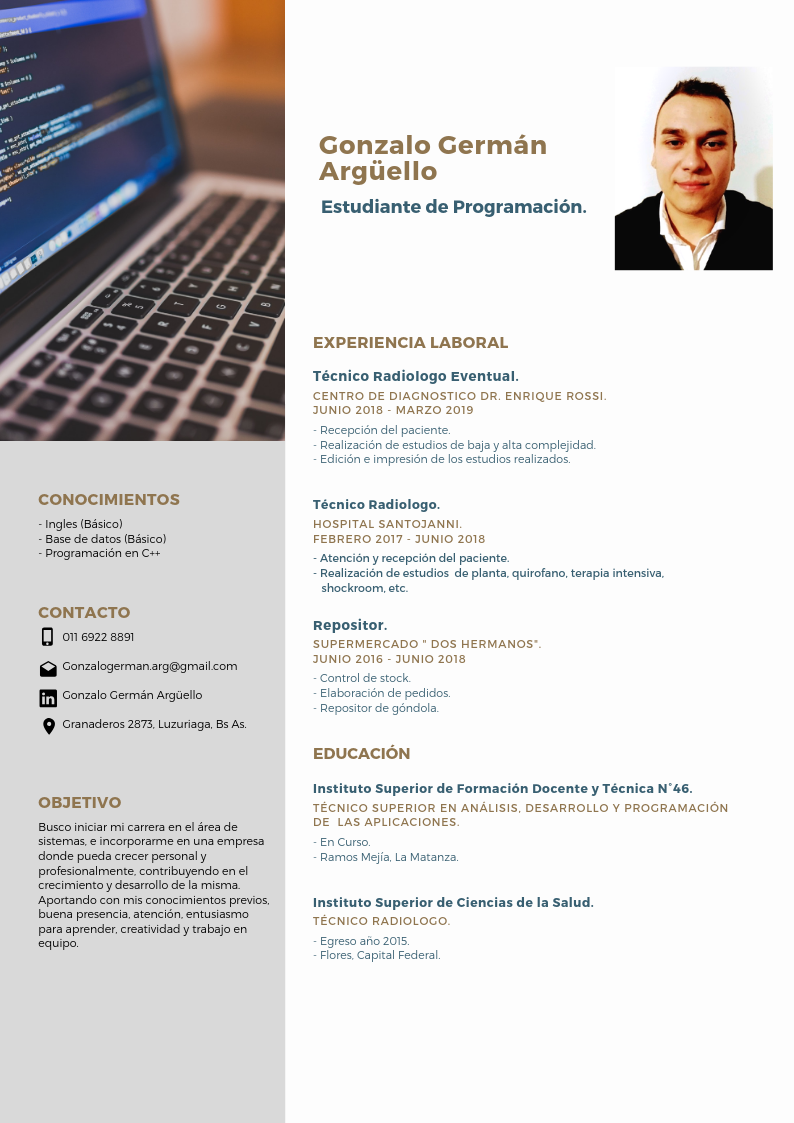 Gonzalo Germán
Argüello
Estudiante de Programación.
EXPERIENCIA LABORAL
Técnico Radiologo Eventual.
CENTRO DE DIAGNOSTICO DR. ENRIQUE ROSSI.
JUNIO 2018 - MARZO 2019
- Recepción del paciente.
- Realización de estudios de baja y alta complejidad.
- Edición e impresión de los estudios realizados.
Técnico Radiologo.
HOSPITAL SANTOJANNI.
FEBRERO 2017 - JUNIO 2018
- Atención y recepción del paciente.
- Realización de estudios de planta, quirofano, terapia intensiva,
shockroom, etc.
Repositor.
SUPERMERCADO " DOS HERMANOS".
JUNIO 2016 - JUNIO 2018
- Control de stock.
- Elaboración de pedidos.
- Repositor de góndola.
EDUCACIÓN
Instituto Superior de Formación Docente y Técnica N°46.
TÉCNICO SUPERIOR EN ANÁLISIS, DESARROLLO Y PROGRAMACIÓN
DE LAS APLICACIONES.
- En Curso.
- Ramos Mejía, La Matanza.
Instituto Superior de Ciencias de la Salud.
TÉCNICO RADIOLOGO.
- Egreso año 2015.
- Flores, Capital Federal.
CONOCIMIENTOS
- Ingles (Básico)
- Base de datos (Básico)
- Programación en C++
CONTACTO
011 6922 8891
Gonzalogerman.arg@gmail.com
in Gonzalo Germán Argüello
Granaderos 2873, Luzuriaga, Bs As.
OBJETIVO
Busco iniciar mi carrera en el área de
sistemas, e incorporarme en una empresa
donde pueda crecer personal y
profesionalmente, contribuyendo en el
crecimiento y desarrollo de la misma.
Aportando con mis conocimientos previos,
buena presencia, atención, entusiasmo
para aprender, creatividad y trabajo en
equipo.